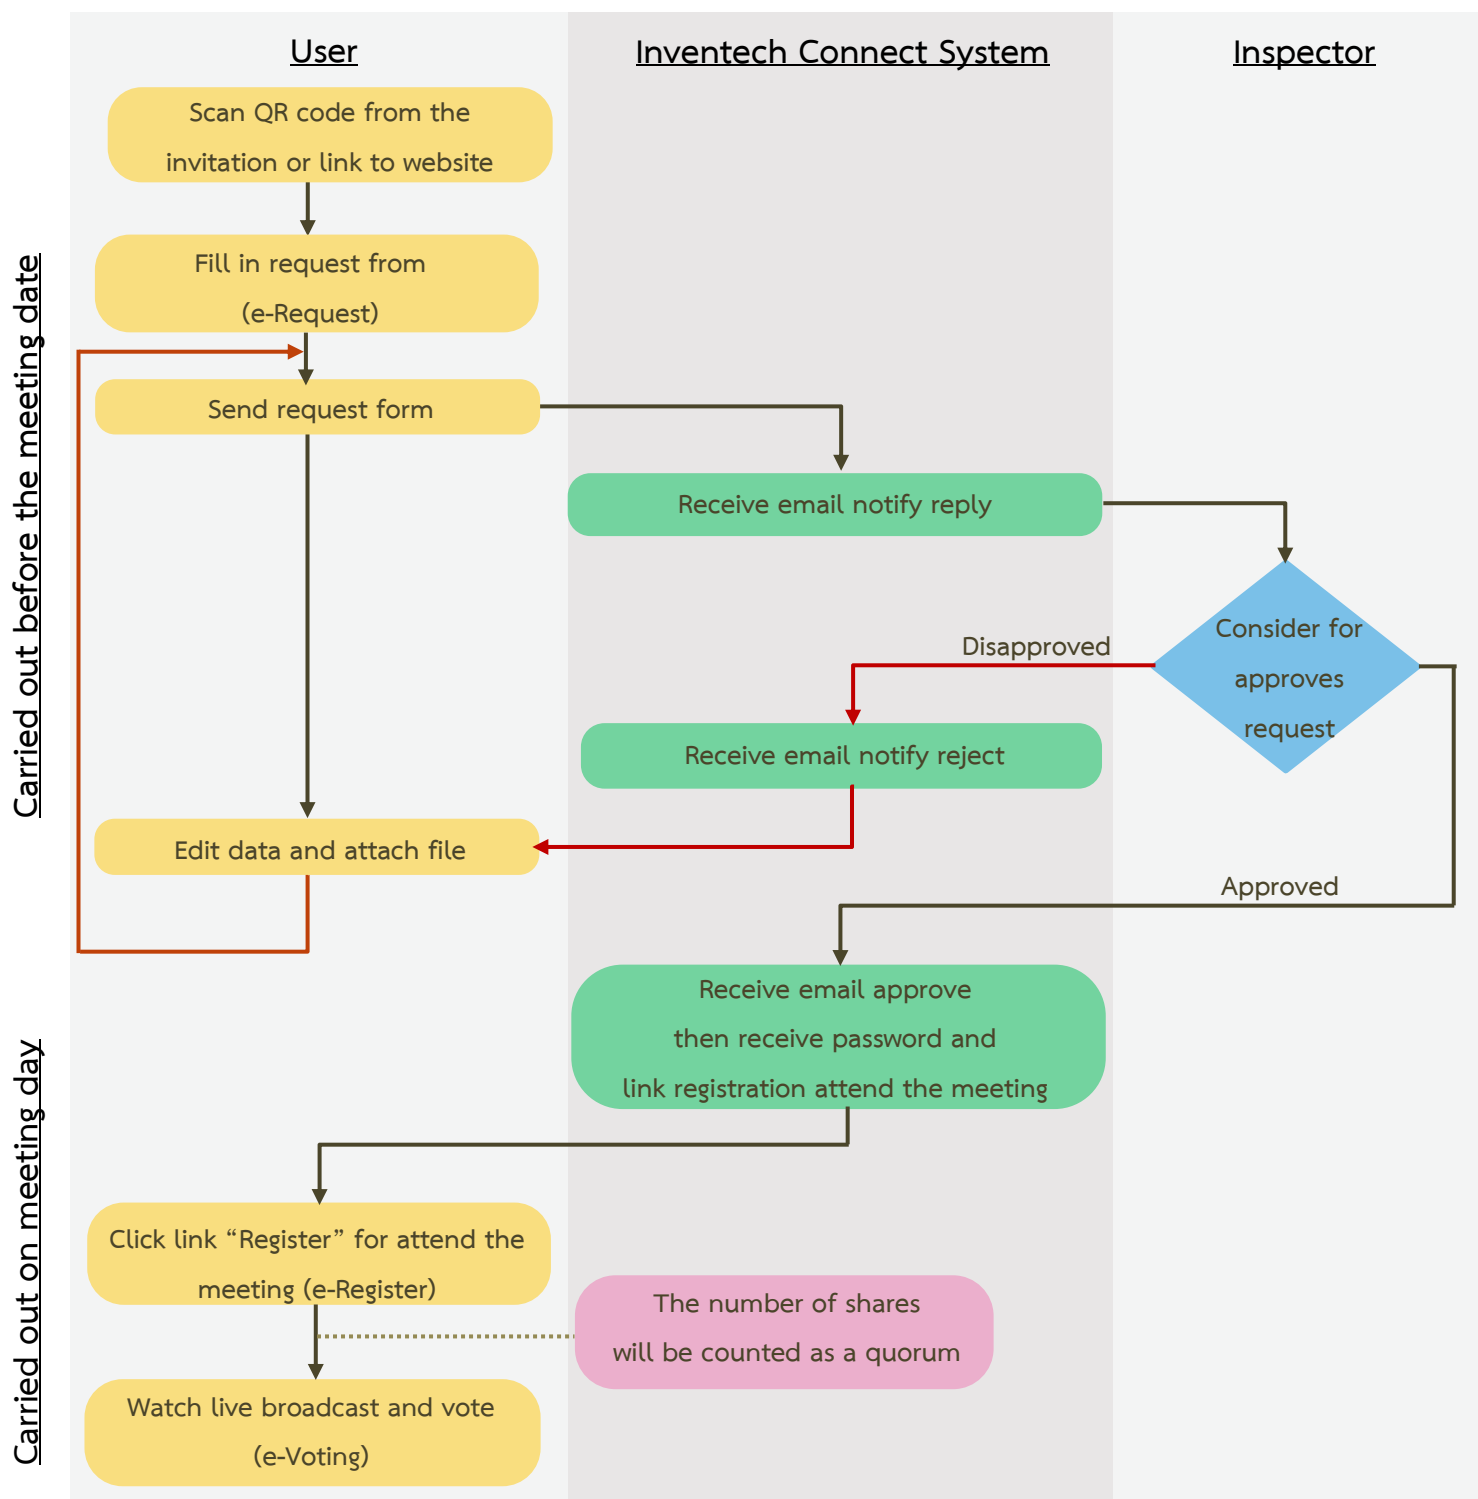 User
Inventech Connect System
Inspector
Scan QR code from the
invitation or link to website
Fill in request from
(e-Request)
Send request form
Receive email notify reply
Consider for
approves
request
Disapproved
Receive email notify reject
Edit data and attach file
Approved
Receive email approve
then receive password and
link registration attend the meeting
Click link “Register” for attend the
meeting (e-Register)
The number of shares
will be counted as a quorum
Watch live broadcast and vote
(e-Voting)
Carried out before the meeting date
Carried out on meeting day